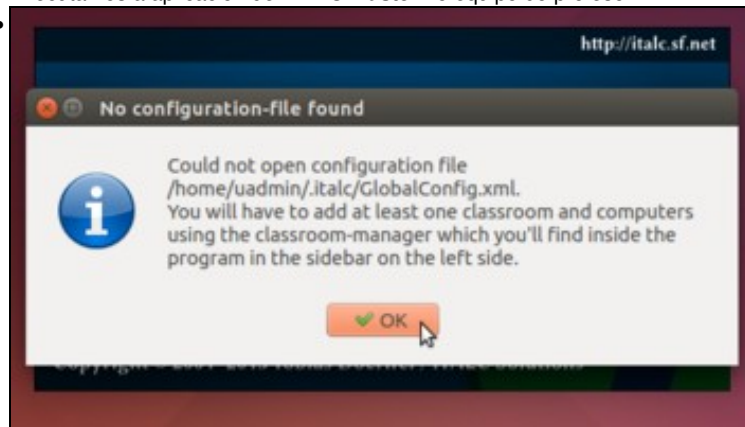 http://italc.sf.net
No configuration-file found
Could not open configuration file
/home/uadmin/.italc/GlobalConfig.xml.
You will have to add at least one classroom and computers
using the classroom-manager which you'll find inside the
program in the sidebar on the left side.
OK